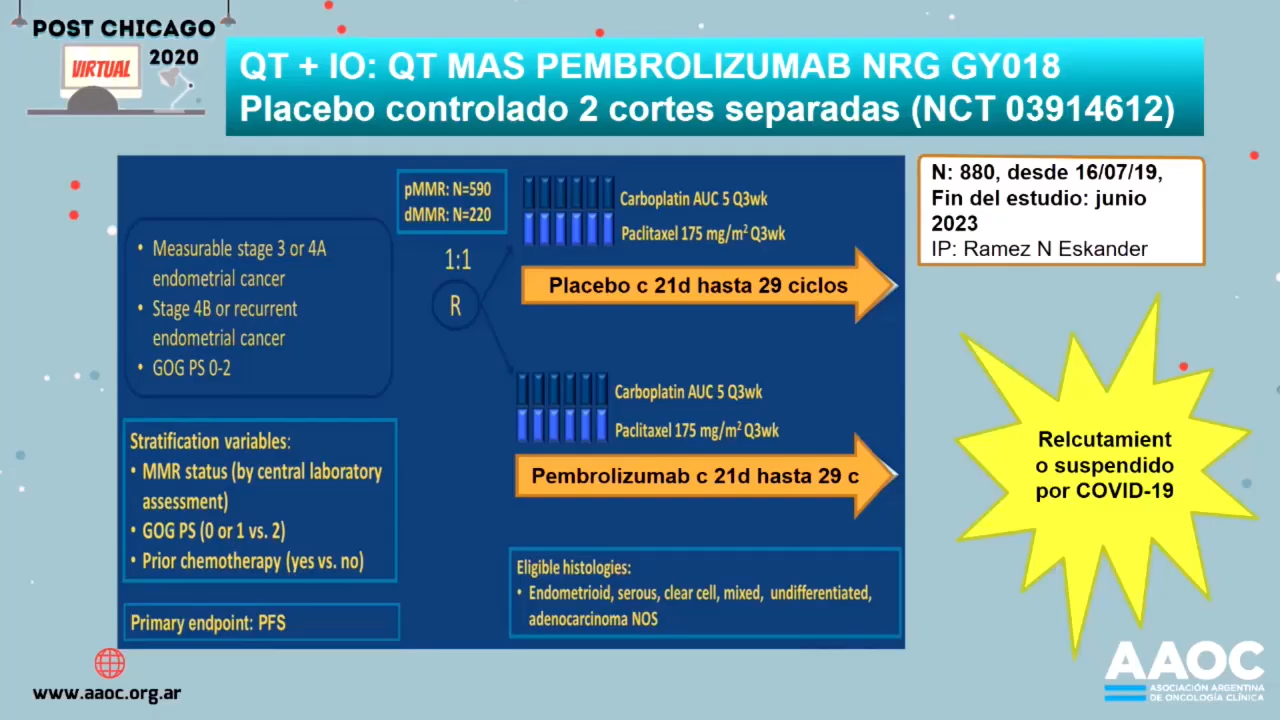 POST CHICAGO
VIRTUAL
2020
QT + IO: QT MAS PEMBROLIZUMAB NRG GY018
Placebo controlado 2 cortes separadas (NCT 03914612)
N: 880, desde 16/07/19,
Fin del estudio: junio
2023
IP: Ramez N Eskander
• Measurable stage 3 or 4A
endometrial cancer
• Stage 4B or recurrent
endometrial cancer
• GOG PS 0-2
pMMR: N=590
dMMR: N=220
1:1
R
Carboplatin AUC 5 Q3wk
Paclitaxel 175 mg/m² Q3wk
Placebo c 21d hasta 29 ciclos
Carboplatin AUC 5 Q3wk
Paclitaxel 175 mg/m² Q3wk
Pembrolizumab c 21d hasta 29 c
Stratification variables:
• MMR status (by central laboratory
assessment)
• GOG PS (0 or 1 vs. 2)
• Prior chemotherapy (yes vs. no)
Primary endpoint: PFS
Eligible histologies:
• Endometrioid, serous, clear cell, mixed, undifferentiated,
adenocarcinoma NOS
Relcutamient
o suspendido
por COVID-19
www.aaoc.org.ar
AAOC
ASOCIACIÓN ARGENTINA
DE ONCOLOGÍA CLÍNICA